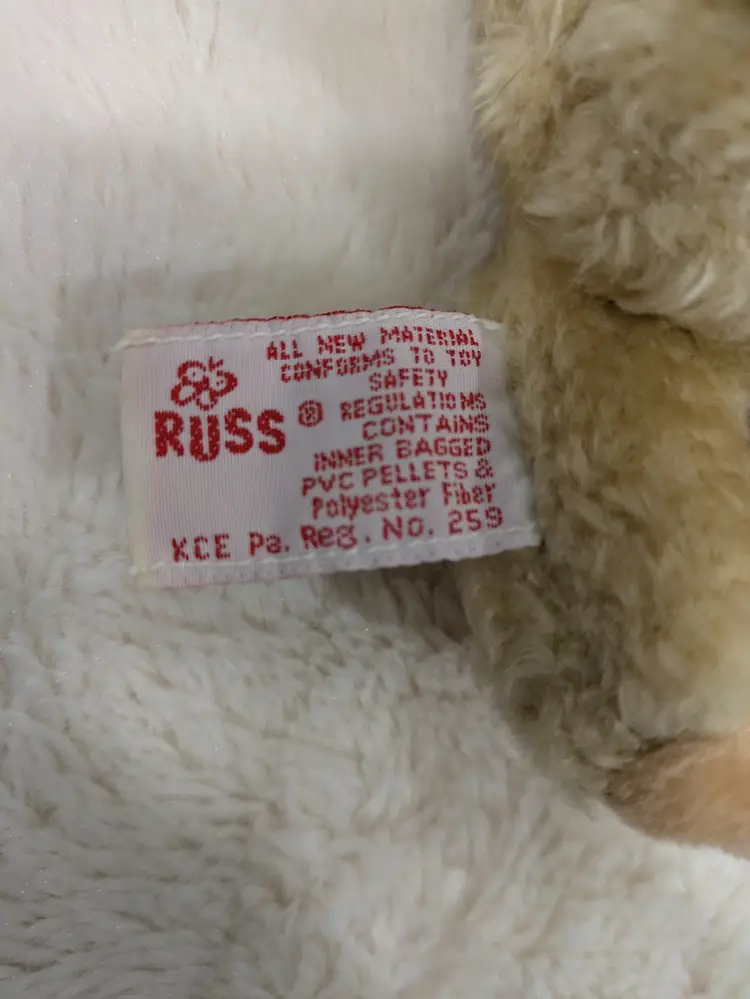 ALL NEW MATERIAL
CONFORMS TO TOY
SAFETY
RUSS ® REGULATIONS
CONTAINS
INNER BAGGED
PVC PELLETS &
Polyester Fiber
KCE Pa. Reg. No. 259